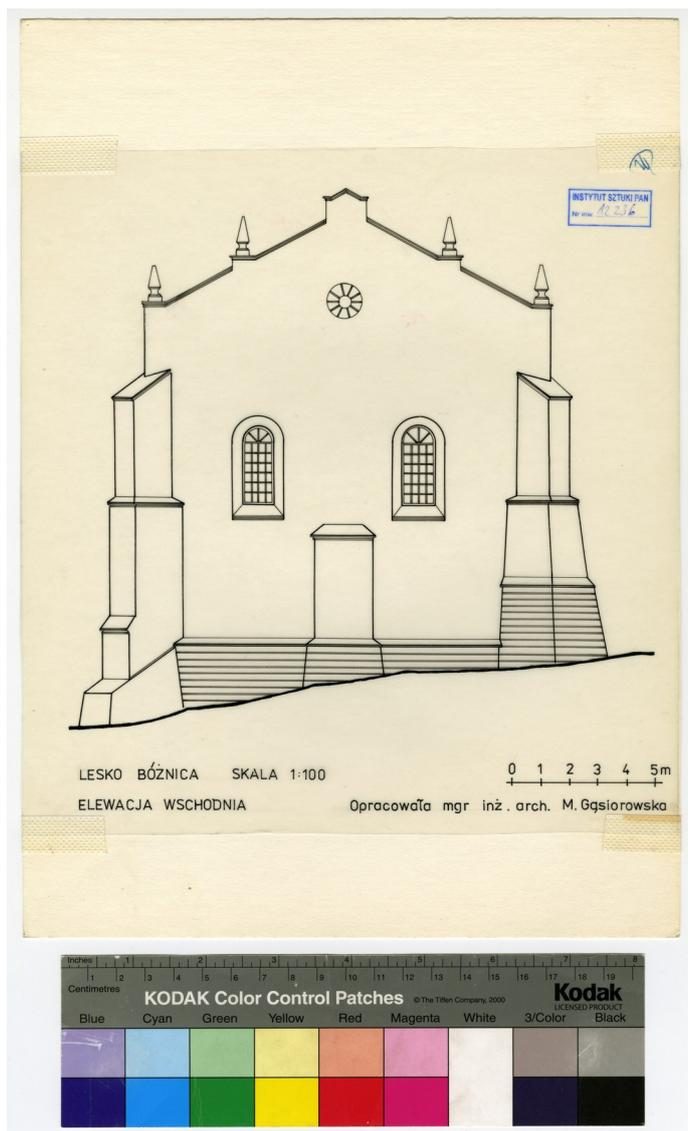 INSTYTUT SZTUKI PAN
Nr inw. 12236
LESKO BÓŻNICA SKALA 1:100
0 1 2 3 4 5m
ELEWACJA WSCHODNIA
Opracowała mgr inż. arch. M. Gąsiorowska
Inches 1 2 3 4 5 6 7 8
Centimetres 1 2 3 4 5 6 7 8 9 10 11 12 13 14 15 16 17 18 19
KODAK Color Control Patches © The Tiffen Company, 2000
Kodak
LICENSED PRODUCT
Blue Cyan Green Yellow Red Magenta White 3/Color Black